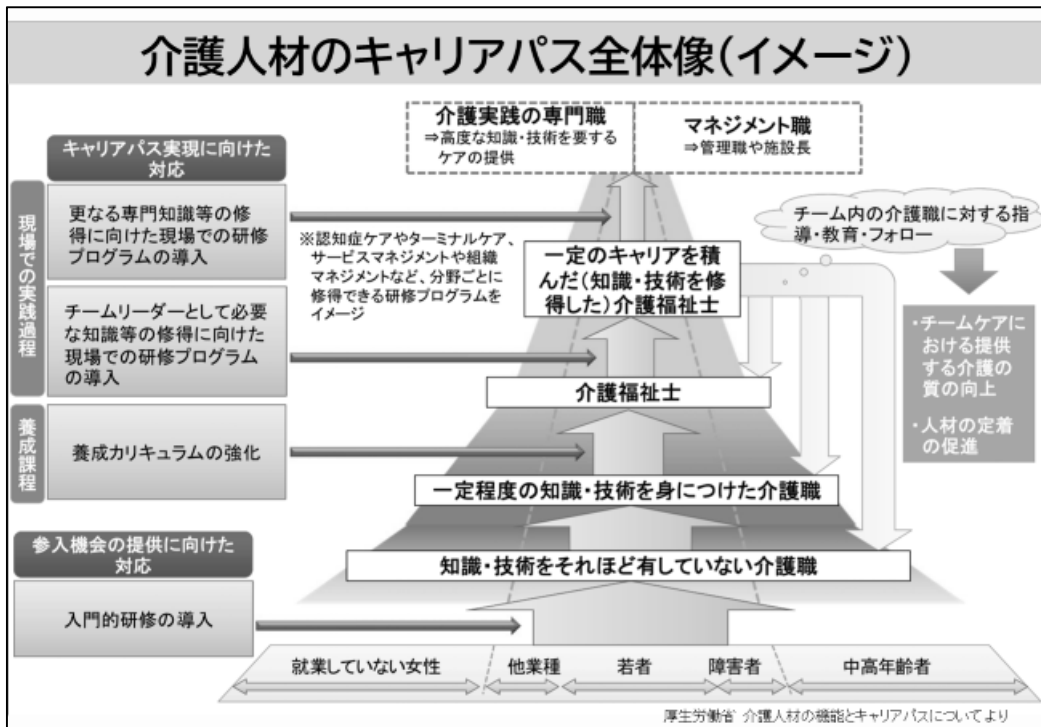 介護人材のキャリアパス全体像(イメージ)
介護実践の専門職
⇒高度な知識・技術を要する
ケアの提供
マネジメント職
⇒管理職や施設長
キャリアパス実現に向けた
対応
現場での実践過程
更なる専門知識等の修
得に向けた現場での研修
プログラムの導入
※認知症ケアやターミナルケア、
サービスマネジメントや組織
マネジメントなど、分野ごとに
修得できる研修プログラムを
イメージ
一定のキャリアを積
んだ(知識・技術を修
得した)介護福祉士
チーム内の介護職に対する指
導・教育・フォロー
チームリーダーとして必要
な知識等の修得に向けた
現場での研修プログラム
の導入
・チームケアに
おける提供
する介護の
質の向上
・人材の定着
の促進
介護福祉士
養成課程
養成カリキュラムの強化
一定程度の知識・技術を身につけた介護職
参入機会の提供に向けた
対応
知識・技術をそれほど有していない介護職
入門的研修の導入
就業していない女性
他業種
若者
障害者
中高年齢者
厚生労働省 介護人材の機能とキャリアパスについてより